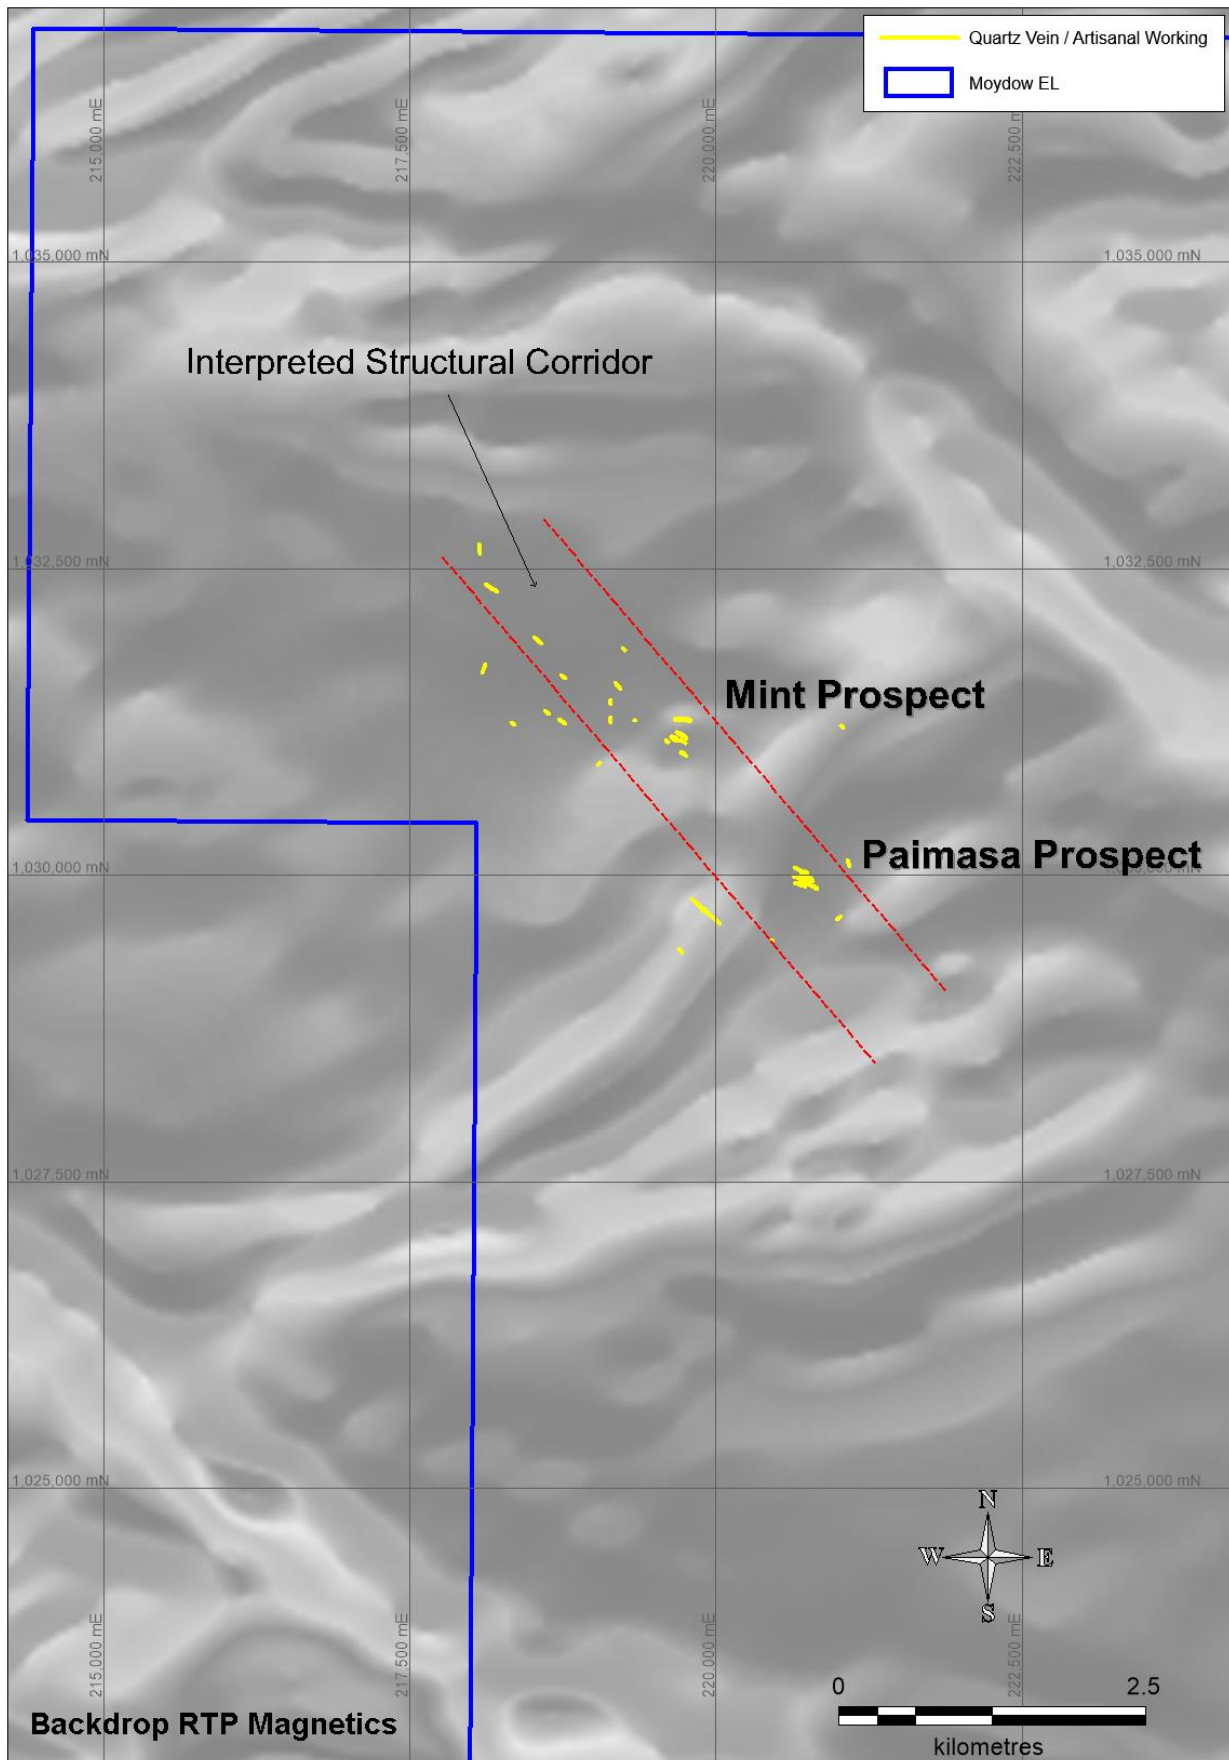 Quartz Vein / Artisanal Working
Moydow EL
215,000 mE
217,500 mE
220,000 mE
222,500 mE
1,035,000 mN
1,035,000 mN
Interpreted Structural Corridor
1,032,500 mN
Mint Prospect
Paimasa Prospect
1,030,000 mN
1,027,500 mN
1,027,500 mN
1,025,000 mN
1,025,000 mN
N
W
E
S
215,000 mE
217,500 mE
220,000 mE
222,500 mE
0
2.5
kilometres
Backdrop RTP Magnetics